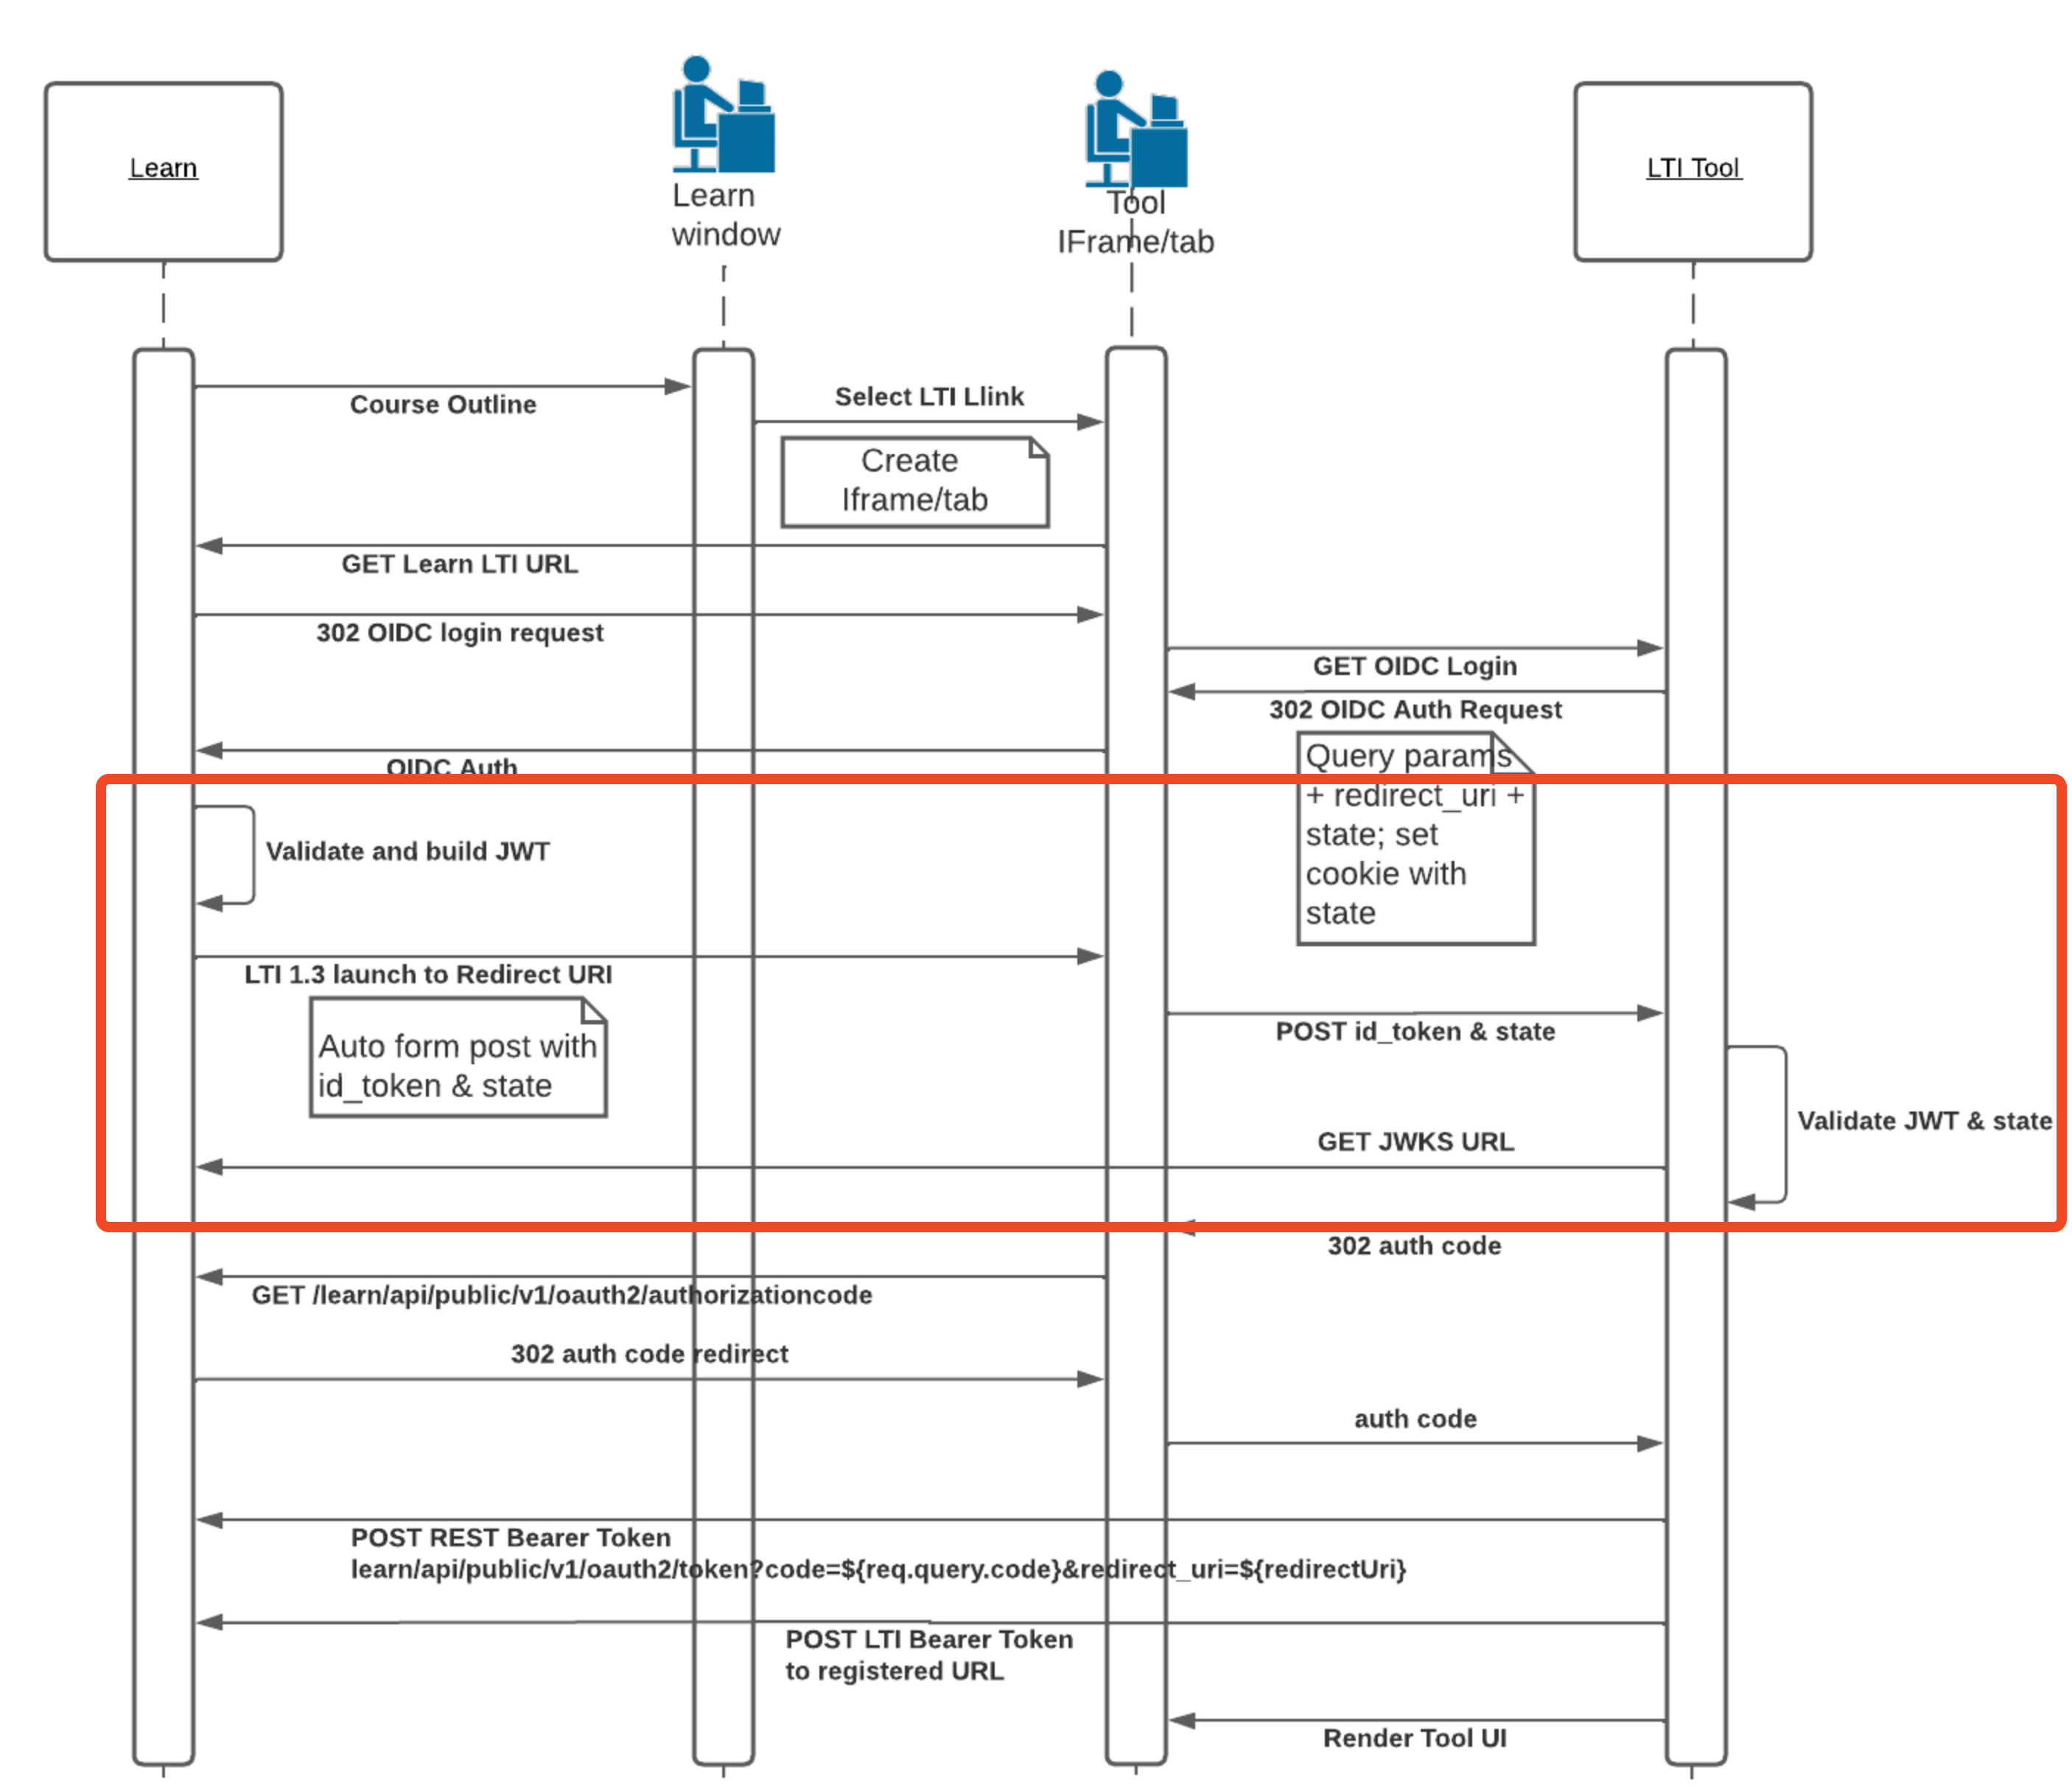 Learn
Learn
window
Tool
IFrame/tab
LTI Tool
Course Outline
Select LTI Llink
Create
Iframe/tab
GET Learn LTI URL
302 OIDC login request
GET OIDC Login
302 OIDC Auth Request
OIDC Auth
Query params
+ redirect_uri +
state; set
cookie with
state
Validate and build JWT
LTI 1.3 launch to Redirect URI
Auto form post with
id_token & state
POST id_token & state
Validate JWT & state
GET JWKS URL
302 auth code
GET /learn/api/public/v1/oauth2/authorizationcode
302 auth code redirect
auth code
POST REST Bearer Token
learn/api/public/v1/oauth2/token?code=${req.query.code}&redirect_uri=${redirectUri}
POST LTI Bearer Token
to registered URL
Render Tool UI